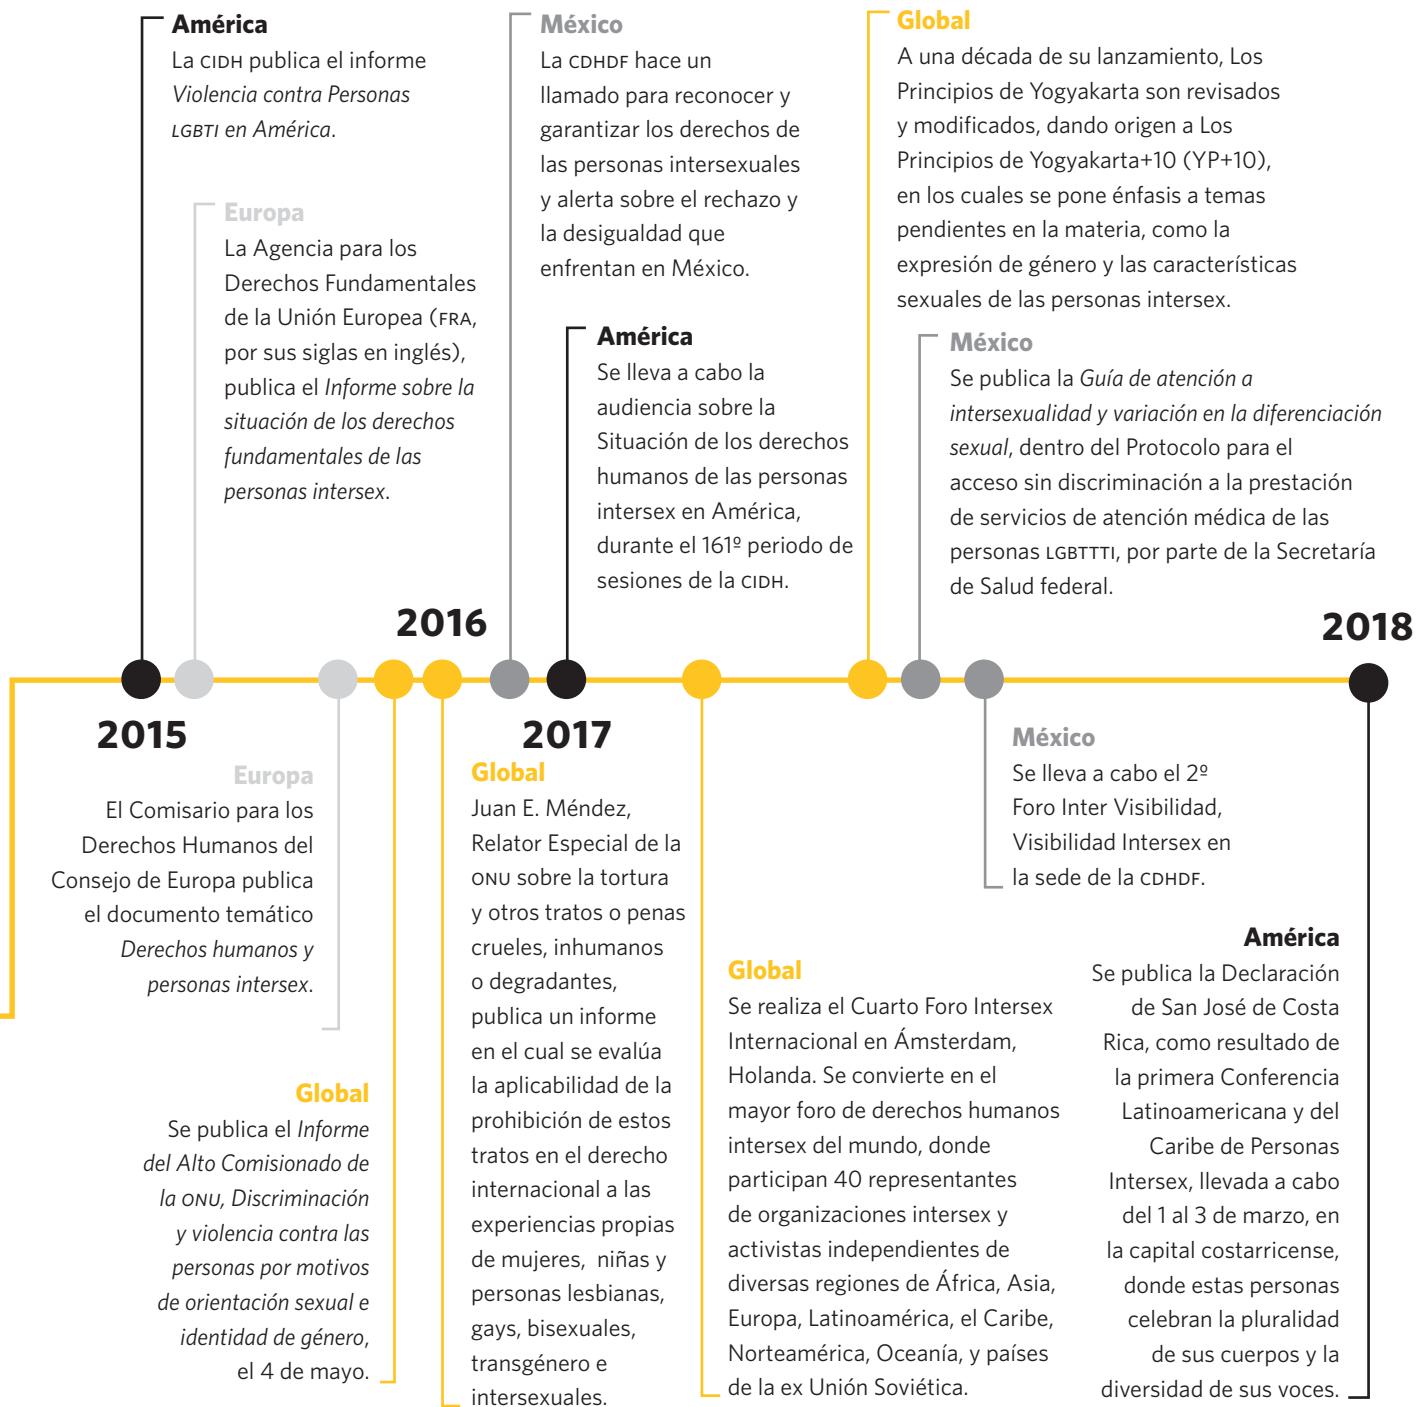 América
La CIDH publica el informe
Violencia contra Personas
LGBTI en América.
Europa
La Agencia para los
Derechos Fundamentales
de la Unión Europea (FRA,
por sus siglas en inglés),
publica el Informe sobre la
situación de los derechos
fundamentales de las
personas intersex.
México
La CDHDF hace un
llamado para reconocer y
garantizar los derechos de
las personas intersexuales
y alerta sobre el rechazo y
la desigualdad que
enfrentan en México.
América
Se lleva a cabo la
audiencia sobre la
Situación de los derechos
humanos de las personas
intersex en América,
durante el 161º periodo de
sesiones de la CIDH.
Global
A una década de su lanzamiento, Los
Principios de Yogyakarta son revisados
y modificados, dando origen a Los
Principios de Yogyakarta+10 (YP+10),
en los cuales se pone énfasis a temas
pendientes en la materia, como la
expresión de género y las características
sexuales de las personas intersex.
México
Se publica la Guía de atención a
intersexualidad y variación en la diferenciación
sexual, dentro del Protocolo para el
acceso sin discriminación a la prestación
de servicios de atención médica de las
personas LGBTTTI, por parte de la Secretaría
de Salud federal.
2016
2018
2015
2017
Europa
El Comisario para los
Derechos Humanos del
Consejo de Europa publica
el documento temático
Derechos humanos y
personas intersex.
Global
Se publica el Informe
del Alto Comisionado de
la ONU, Discriminación
y violencia contra las
personas por motivos
de orientación sexual e
identidad de género,
el 4 de mayo.
Global
Juan E. Méndez,
Relator Especial de la
ONU sobre la tortura
y otros tratos o penas
crueles, inhumanos
o degradantes,
publica un informe
en el cual se evalúa
la aplicabilidad de la
prohibición de estos
tratos en el derecho
internacional a las
experiencias propias
de mujeres, niñas y
personas lesbianas,
gays, bisexuales,
transgénero e
intersexuales.
Global
Se realiza el Cuarto Foro Intersex
Internacional en Ámsterdam,
Holanda. Se convierte en el
mayor foro de derechos humanos
intersex del mundo, donde
participan 40 representantes
de organizaciones intersex y
activistas independientes de
diversas regiones de África, Asia,
Europa, Latinoamérica, el Caribe,
Norteamérica, Oceanía, y países
de la ex Unión Soviética.
México
Se lleva a cabo el 2º
Foro Inter Visibilidad,
Visibilidad Intersex en
la sede de la CDHDF.
América
Se publica la Declaración
de San José de Costa
Rica, como resultado de
la primera Conferencia
Latinoamericana y del
Caribe de Personas
Intersex, llevada a cabo
del 1 al 3 de marzo, en
la capital costarricense,
donde estas personas
celebran la pluralidad
de sus cuerpos y la
diversidad de sus voces.